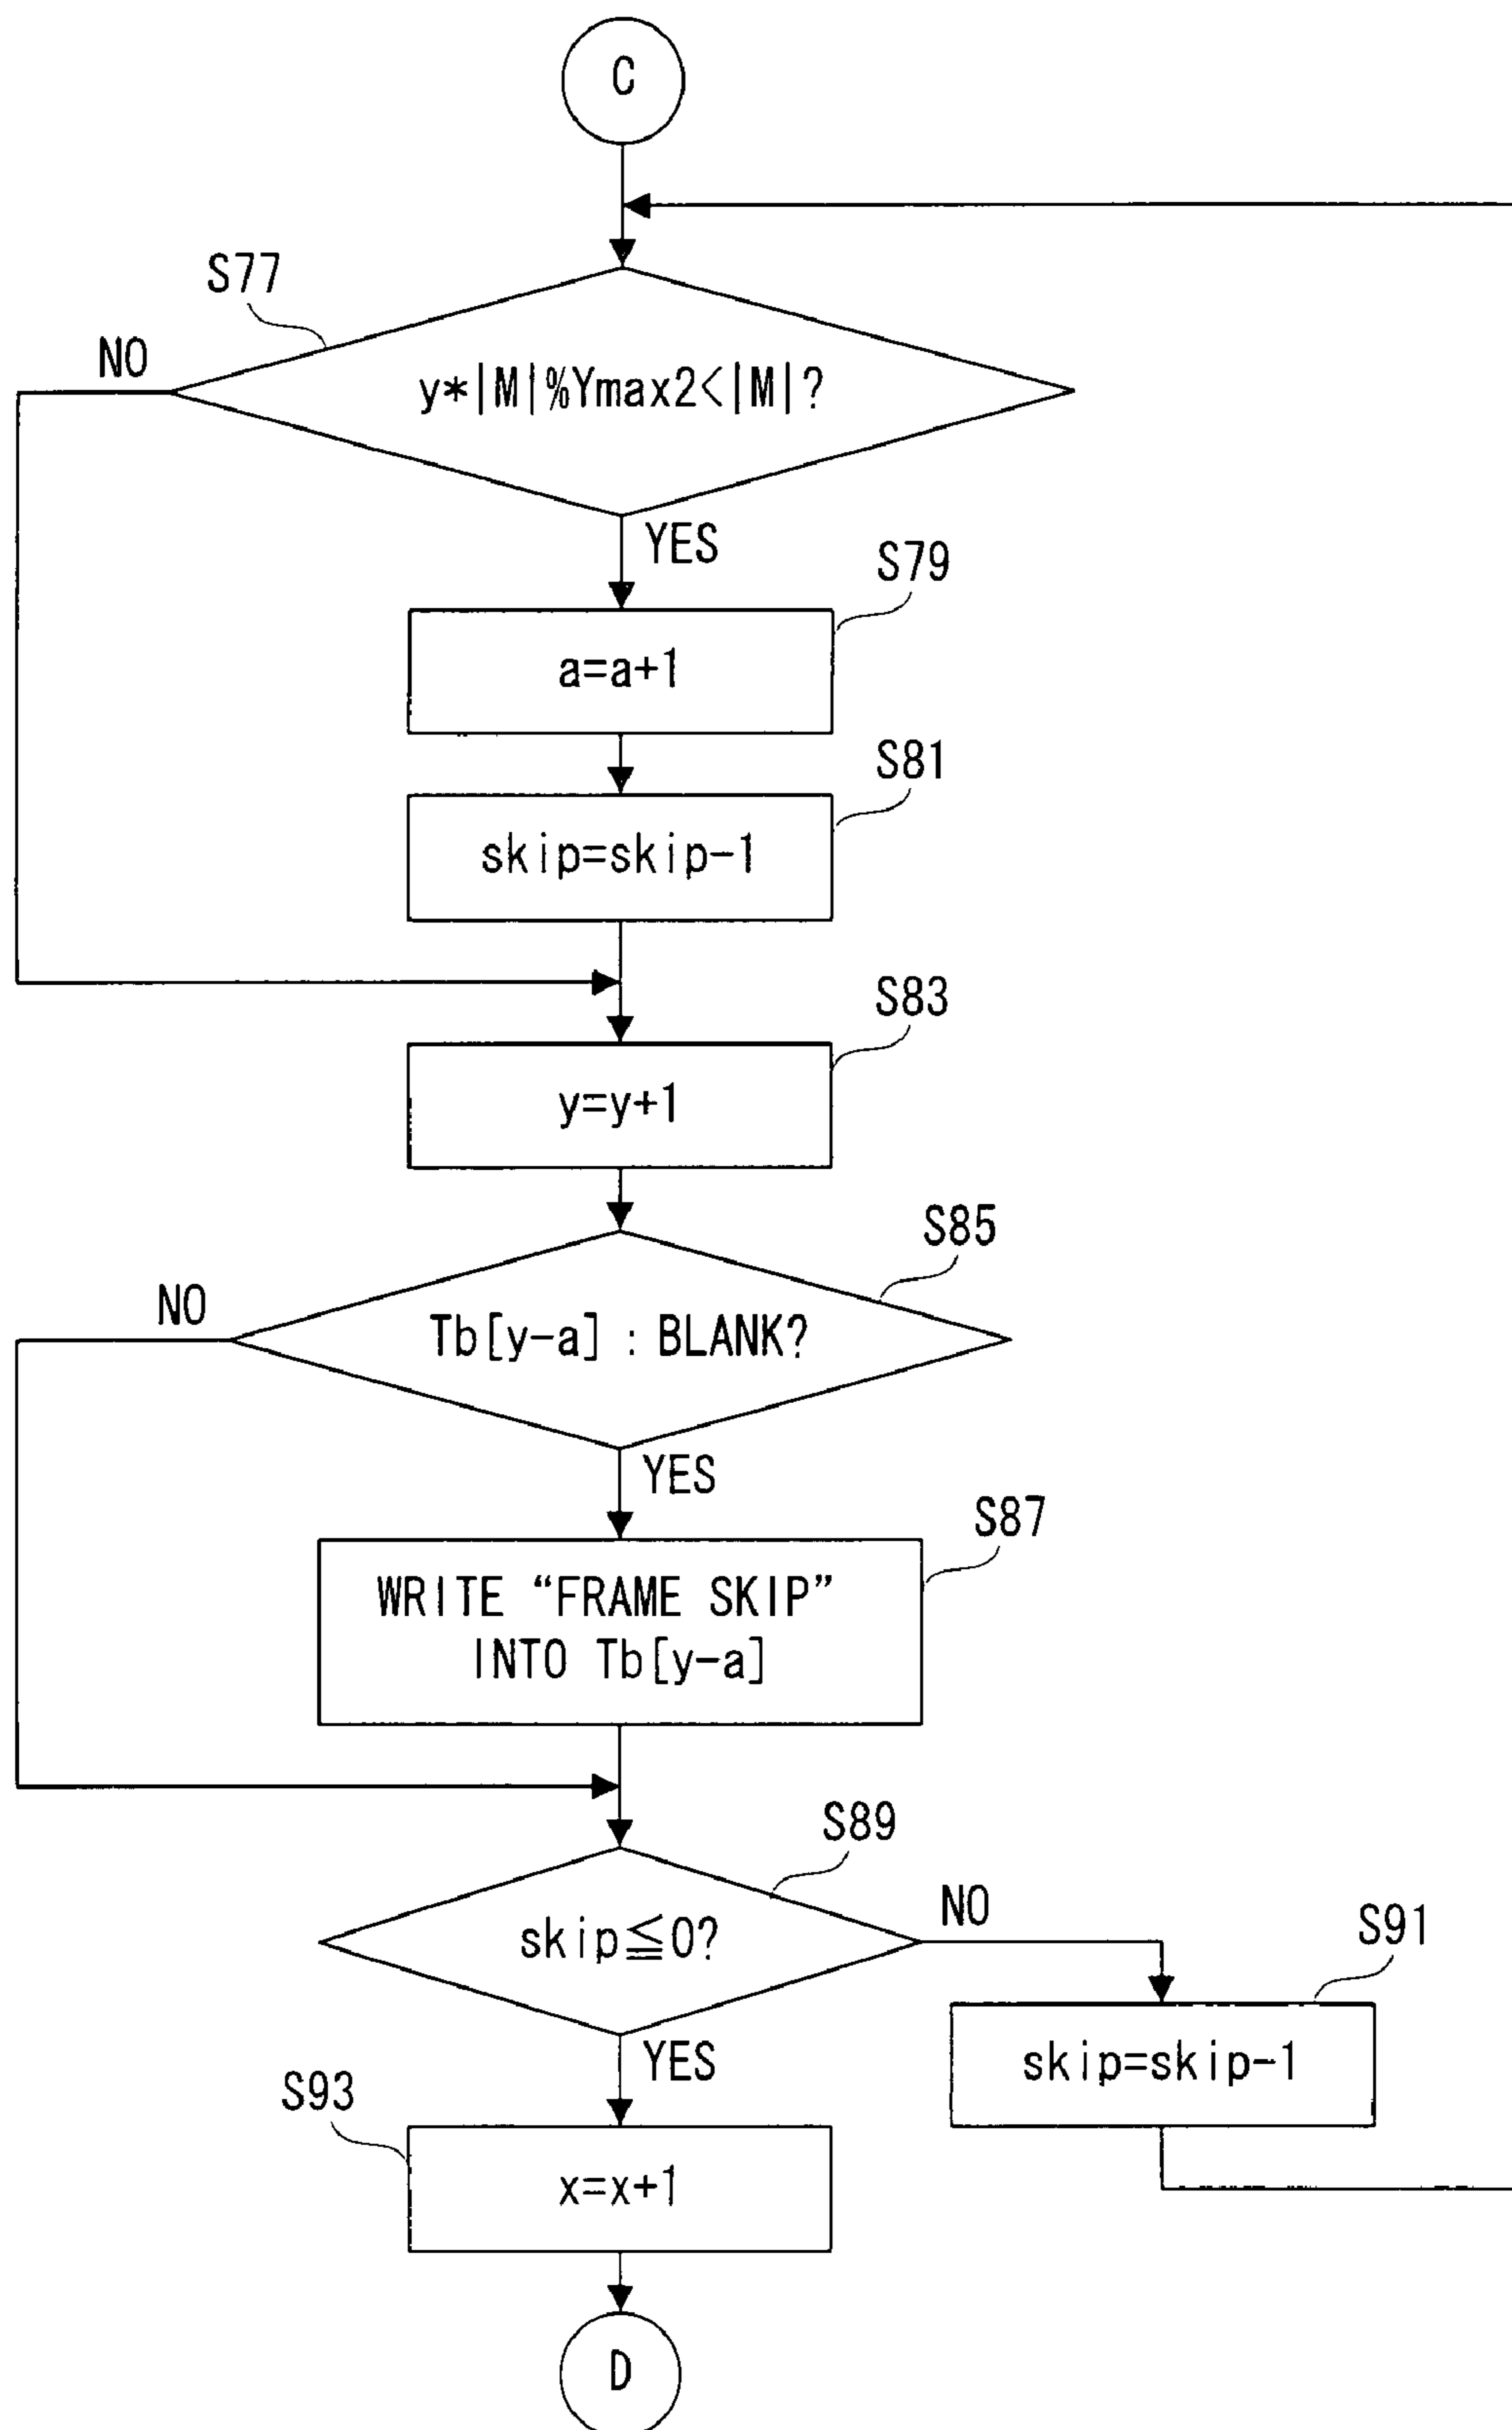 C
S77
NO
y*|M|%Ymax2<|M|?
YES
S79
a=a+1
S81
skip=skip-1
S83
y=y+1
S85
NO
Tb[y-a] : BLANK?
YES
S87
WRITE “FRAME SKIP”
INTO Tb[y-a]
S89
NO
skip≦0?
S91
YES
skip=skip-1
S93
x=x+1
D